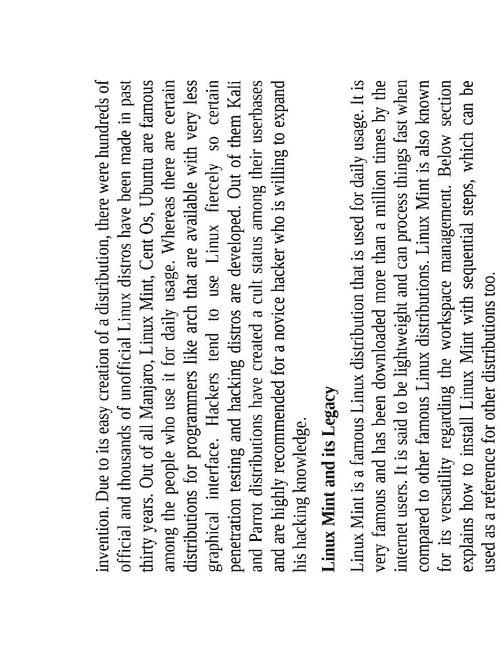 invention. Due to its easy creation of a distribution, there were hundreds of
official and thousands of unofficial Linux distros have been made in past
thirty years. Out of all Manjaro, Linux Mint, Cent Os, Ubuntu are famous
among the people who use it for daily usage. Whereas there are certain
distributions for programmers like arch that are available with very less
graphical interface. Hackers tend to use Linux fiercely so certain
penetration testing and hacking distros are developed. Out of them Kali
and Parrot distributions have created a cult status among their userbases
and are highly recommended for a novice hacker who is willing to expand
his hacking knowledge.
Linux Mint and its Legacy
Linux Mint is a famous Linux distribution that is used for daily usage. It is
very famous and has been downloaded more than a million times by the
internet users. It is said to be lightweight and can process things fast when
compared to other famous Linux distributions. Linux Mint is also known
for its versatility regarding the workspace management. Below section
explains how to install Linux Mint with sequential steps, which can be
used as a reference for other distributions too.